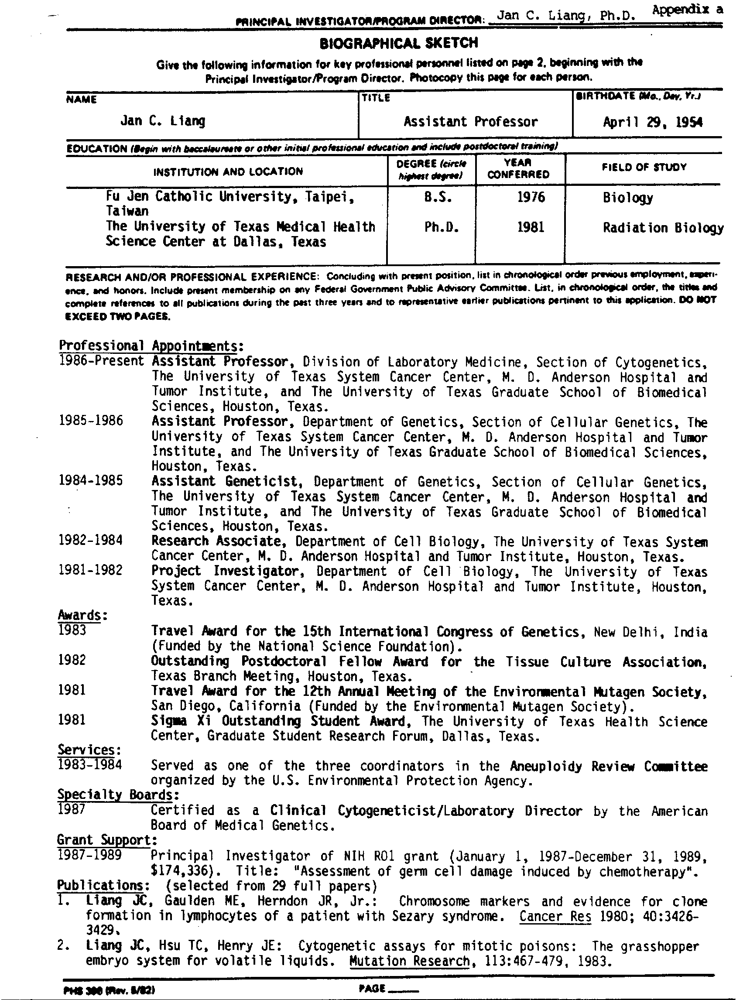 Appendix a
PRINCIPAL INVESTIGATOR/PROGRAM DIRECTOR: Jan C. Liang, Ph.D.
BIOGRAPHICAL SKETCH
Give the following information for key professional personnel listed on page 2, beginning with the
Principal Investigator/Program Director. Photocopy this page for each person.
NAME TITLE BIRTHDATE (Mo., Day, Yr.)
Jan C. Liang Assistant Professor April 29, 1954
EDUCATION (Begin with baccalaureate or other initial professional education and include postdoctoral training)
INSTITUTION AND LOCATION DEGREE (circle highest degree) YEAR CONFERRED FIELD OF STUDY
Fu Jen Catholic University, Taipei, B.S. 1976 Biology
Taiwan
The University of Texas Medical Health Ph.D. 1981 Radiation Biology
Science Center at Dallas, Texas
RESEARCH AND/OR PROFESSIONAL EXPERIENCE: Concluding with present position, list in chronological order previous employment, experi-
ence, and honors. Include present membership on any Federal Government Public Advisory Committee. List, in chronological order, the titles and
complete references to all publications during the past three years and to representative earlier publications pertinent to this application. DO NOT
EXCEED TWO PAGES.
Professional Appointments:
1986-Present Assistant Professor, Division of Laboratory Medicine, Section of Cytogenetics,
The University of Texas System Cancer Center, M. D. Anderson Hospital and
Tumor Institute, and The University of Texas Graduate School of Biomedical
Sciences, Houston, Texas.
1985-1986 Assistant Professor, Department of Genetics, Section of Cellular Genetics, The
University of Texas System Cancer Center, M. D. Anderson Hospital and Tumor
Institute, and The University of Texas Graduate School of Biomedical Sciences,
Houston, Texas.
1984-1985 Assistant Geneticist, Department of Genetics, Section of Cellular Genetics,
The University of Texas System Cancer Center, M. D. Anderson Hospital and
Tumor Institute, and The University of Texas Graduate School of Biomedical
Sciences, Houston, Texas.
1982-1984 Research Associate, Department of Cell Biology, The University of Texas System
Cancer Center, M. D. Anderson Hospital and Tumor Institute, Houston, Texas.
1981-1982 Project Investigator, Department of Cell Biology, The University of Texas
System Cancer Center, M. D. Anderson Hospital and Tumor Institute, Houston,
Texas.
Awards:
1983 Travel Award for the 15th International Congress of Genetics, New Delhi, India
(Funded by the National Science Foundation).
1982 Outstanding Postdoctoral Fellow Award for the Tissue Culture Association,
Texas Branch Meeting, Houston, Texas.
1981 Travel Award for the 12th Annual Meeting of the Environmental Mutagen Society,
San Diego, California (Funded by the Environmental Mutagen Society).
1981 Sigma Xi Outstanding Student Award, The University of Texas Health Science
Center, Graduate Student Research Forum, Dallas, Texas.
Services:
1983-1984 Served as one of the three coordinators in the Aneuploidy Review Committee
organized by the U.S. Environmental Protection Agency.
Specialty Boards:
1987 Certified as a Clinical Cytogeneticist/Laboratory Director by the American
Board of Medical Genetics.
Grant Support:
1987-1989 Principal Investigator of NIH RO1 grant (January 1, 1987-December 31, 1989,
$174,336). Title: "Assessment of germ cell damage induced by chemotherapy".
Publications: (selected from 29 full papers)
1. Liang JC, Gaulden ME, Herndon JR, Jr.: Chromosome markers and evidence for clone
formation in lymphocytes of a patient with Sezary syndrome. Cancer Res 1980; 40:3426-
3429.
2. Liang JC, Hsu TC, Henry JE: Cytogenetic assays for mitotic poisons: The grasshopper
embryo system for volatile liquids. Mutation Research, 113:467-479, 1983.
PHS 398 (Rev. 5/82) PAGE